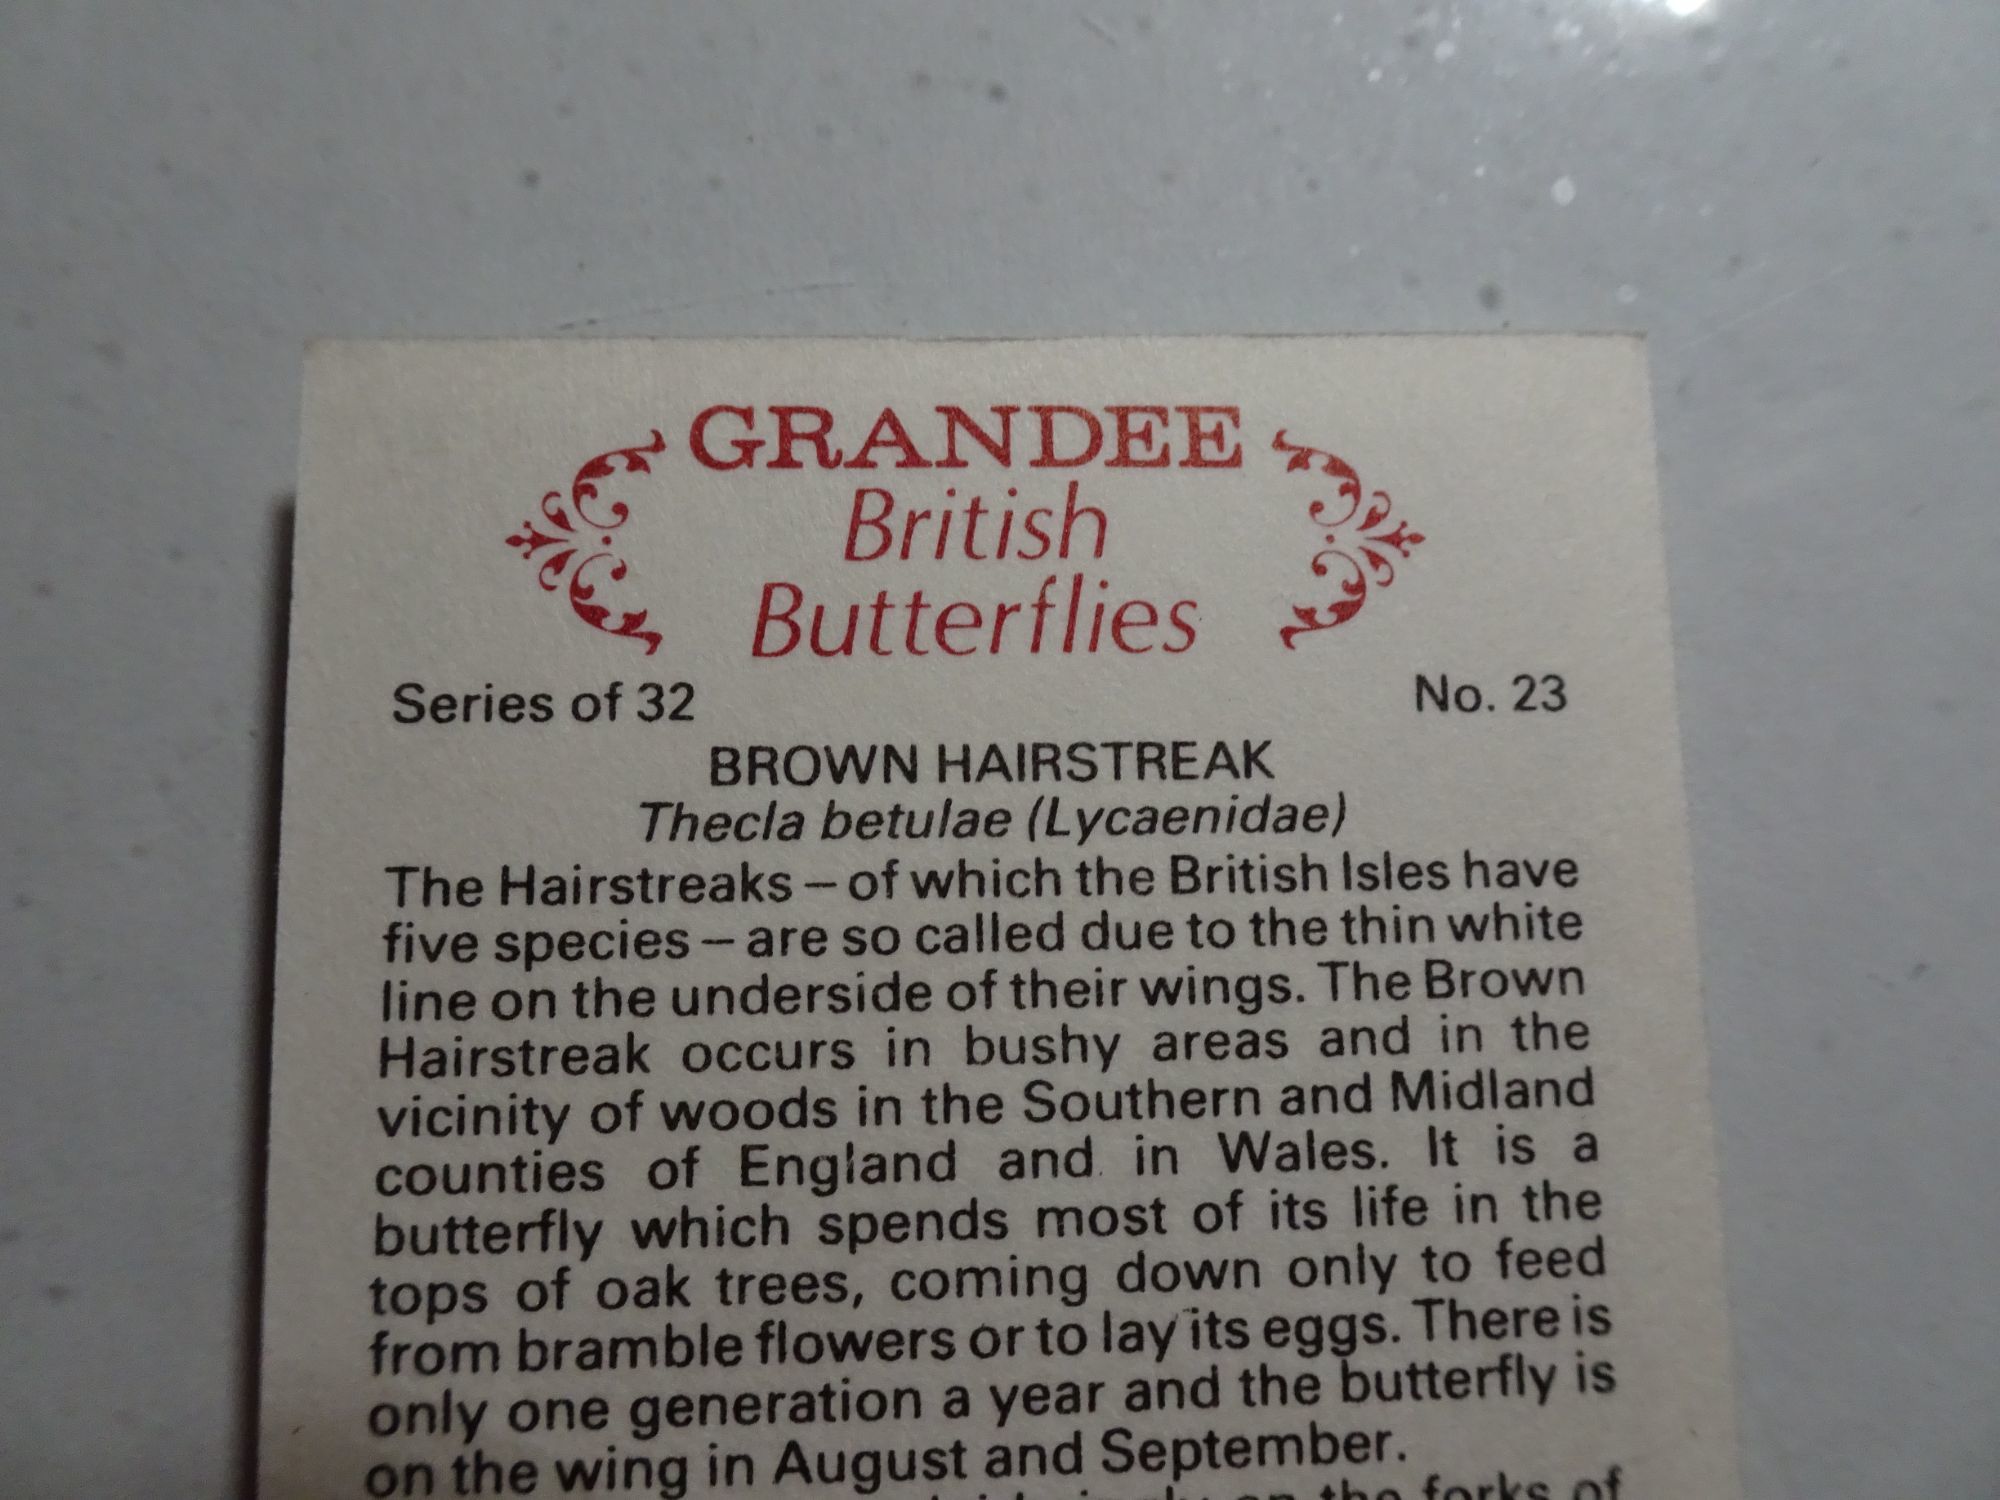 GRANDEE
British
Butterflies
Series of 32 No. 23
BROWN HAIRSTREAK
Thecla betulae (Lycaenidae)
The Hairstreaks – of which the British Isles have
five species – are so called due to the thin white
line on the underside of their wings. The Brown
Hairstreak occurs in bushy areas and in the
vicinity of woods in the Southern and Midland
counties of England and in Wales. It is a
butterfly which spends most of its life in the
tops of oak trees, coming down only to feed
from bramble flowers or to lay its eggs. There is
only one generation a year and the butterfly is
on the wing in August and September.
on the forks of